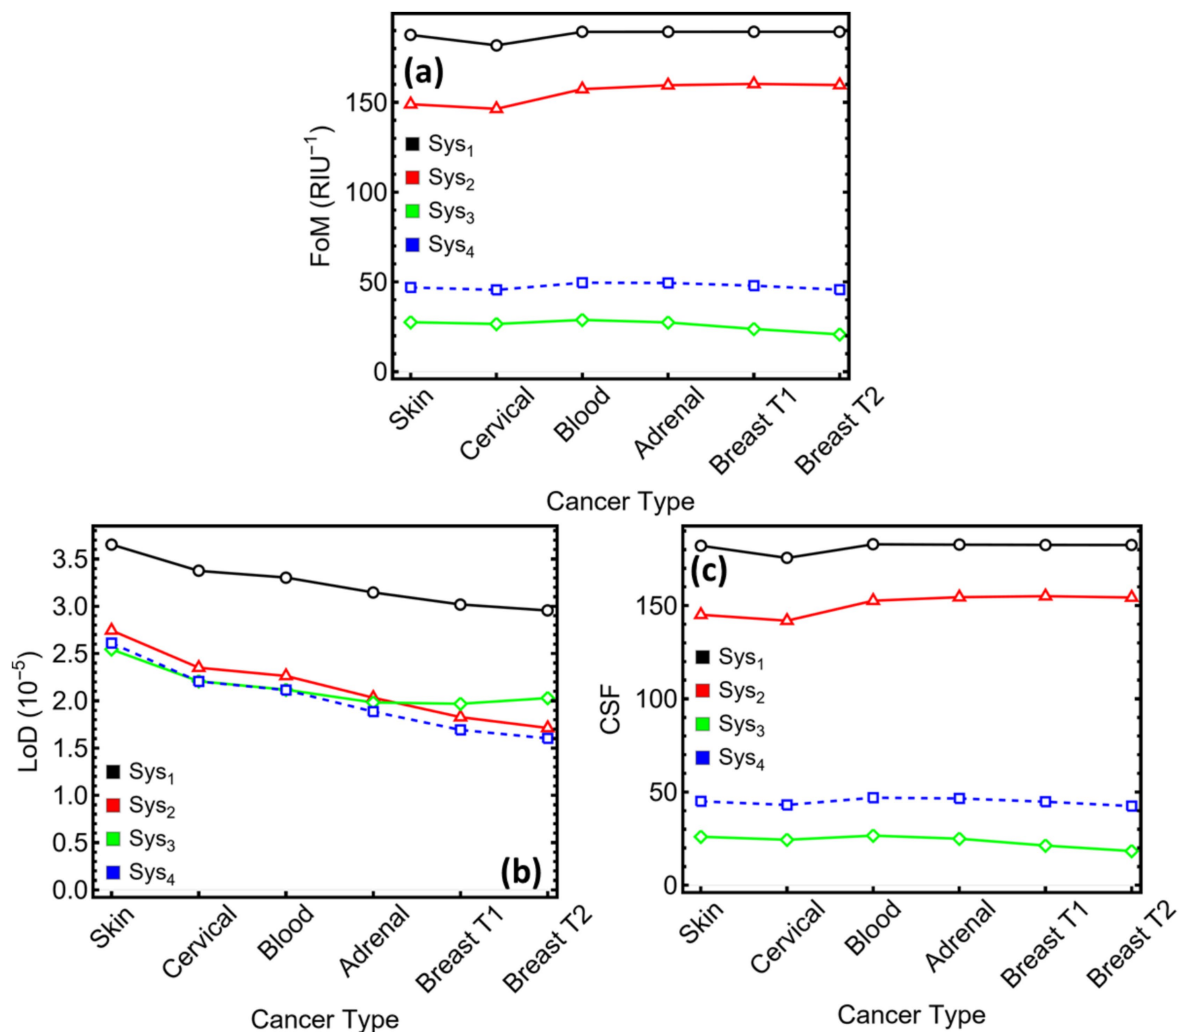 (a)
FoM (RIU⁻¹)
150
100
50
0
Sys₁
Sys₂
Sys₃
Sys₄
Skin
Cervical
Blood
Adrenal
Breast T1
Breast T2
Cancer Type
(b)
LoD (10⁻⁵)
3.5
3.0
2.5
2.0
1.5
1.0
0.5
0.0
Sys₁
Sys₂
Sys₃
Sys₄
Skin
Cervical
Blood
Adrenal
Breast T1
Breast T2
Cancer Type
(c)
CSF
150
100
50
0
Sys₁
Sys₂
Sys₃
Sys₄
Skin
Cervical
Blood
Adrenal
Breast T1
Breast T2
Cancer Type